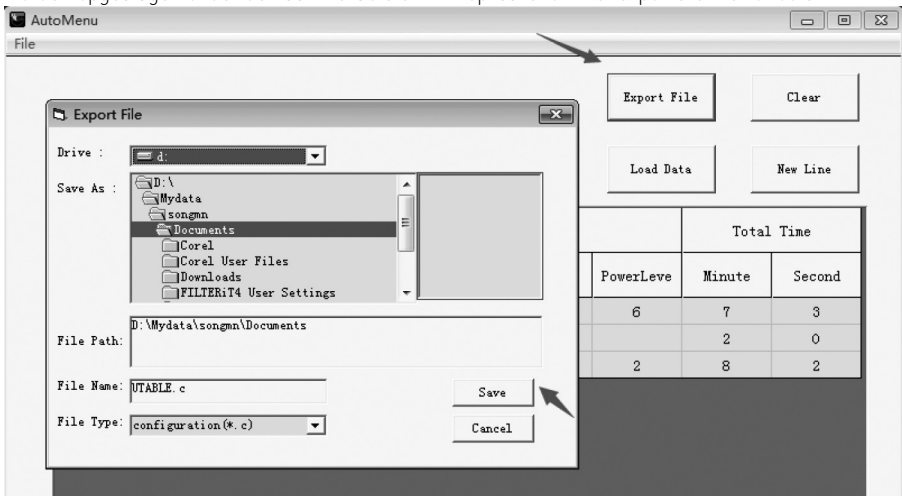 AutoMenu
File
Export File
Clear
Load Data
New Line
Export File
Drive :
d:
Save As :
D:\
Mydata
songmn
Documents
Corel
Corel User Files
Downloads
FILTERiT4 User Settings
File Path:
D:\Mydata\songmn\Documents
File Name:
UTABLE.c
File Type:
configuration(*.c)
Save
Cancel
Total Time
PowerLeve Minute Second
6 7 3
2 0
2 8 2